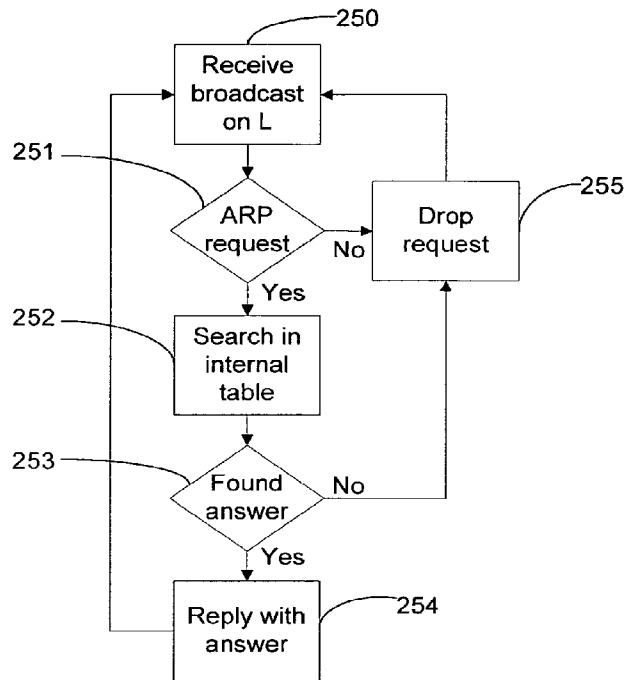 250
Receive
broadcast
on L
251
ARP
request
No
255
Drop
request
Yes
252
Search in
internal
table
253
Found
answer
No
Yes
Reply with
answer
254